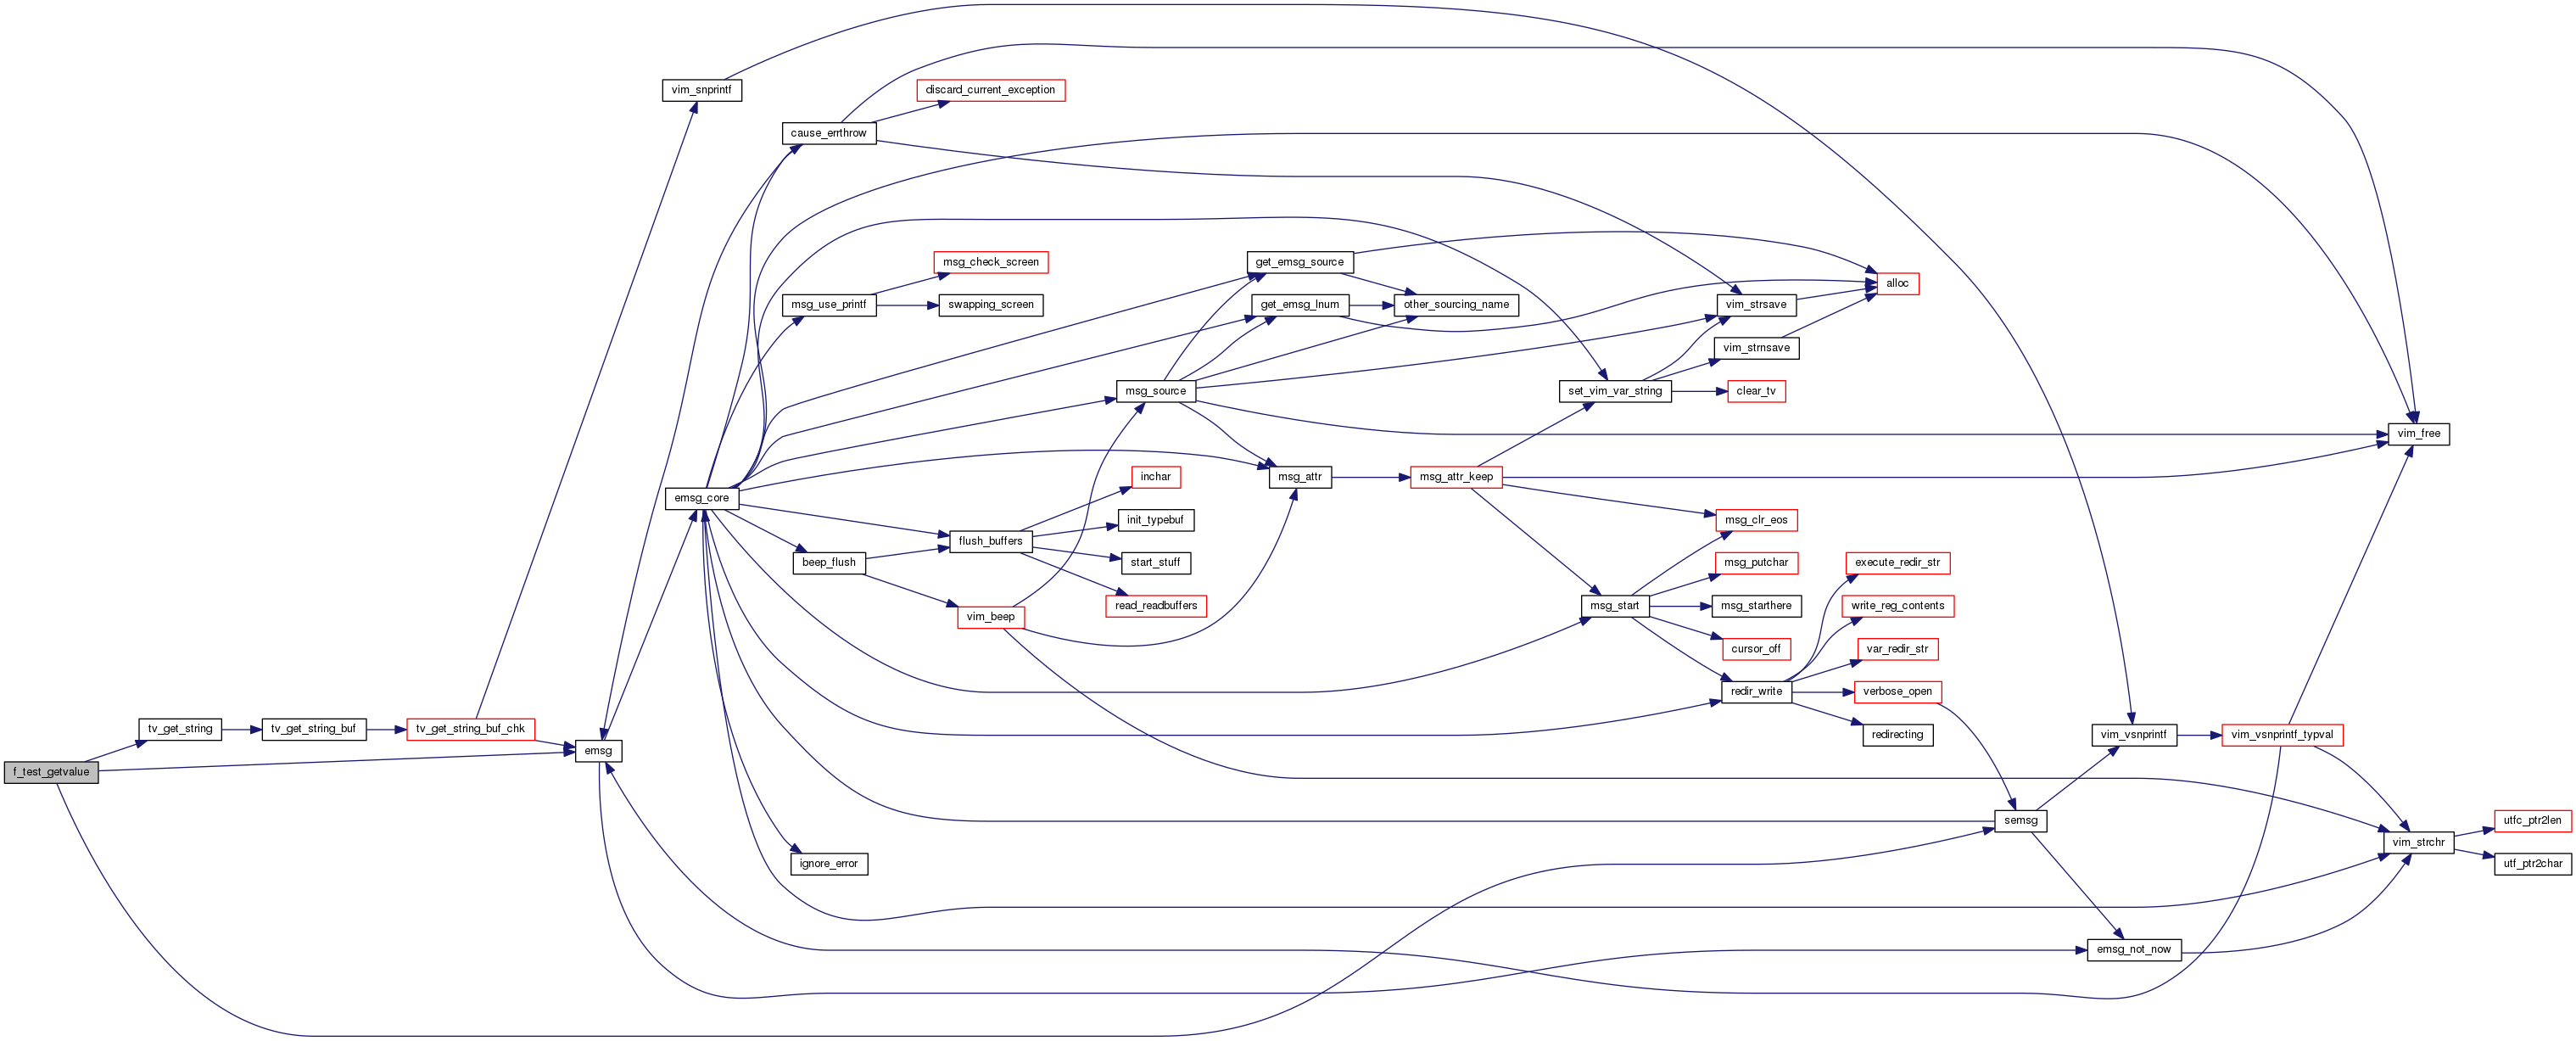 f_test_getvalue
tv_get_string
tv_get_string_buf
tv_get_string_buf_chk
emsg
vim_snprintf
emsg_core
cause_errthrow
discard_current_exception
msg_use_printf
msg_check_screen
swapping_screen
beep_flush
flush_buffers
vim_beep
ignore_error
inchar
init_typebuf
start_stuff
read_readbuffers
msg_source
get_emsg_source
get_emsg_lnum
other_sourcing_name
msg_attr
msg_attr_keep
set_vim_var_string
vim_strsave
vim_strnsave
clear_tv
alloc
msg_start
msg_clr_eos
msg_putchar
msg_starthere
cursor_off
redir_write
execute_redir_str
write_reg_contents
var_redir_str
verbose_open
redirecting
semsg
emsg_not_now
vim_vsnprintf
vim_vsnprintf_typval
vim_free
vim_strchr
utfc_ptr2len
utf_ptr2char